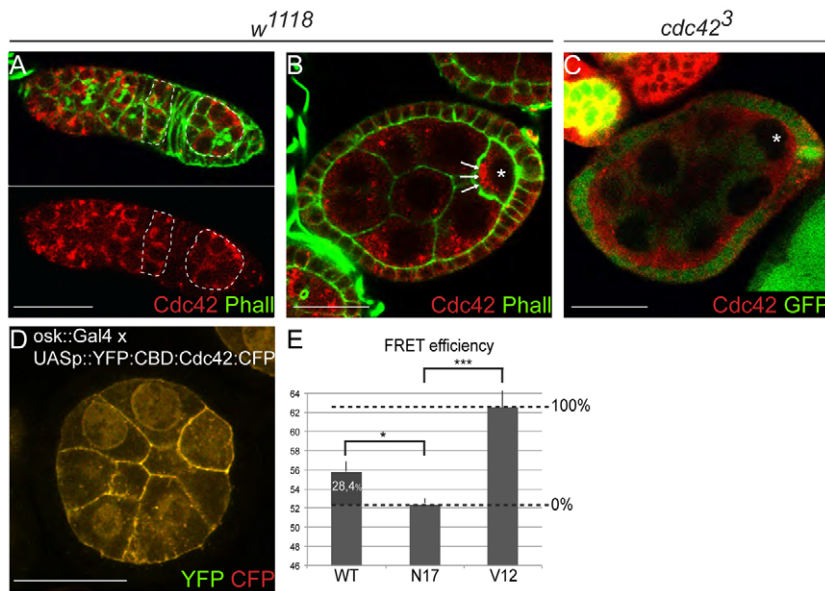 w1118
cdc42³
A
B
C
*
*
Cdc42 Phall
Cdc42 Phall
Cdc42 GFP
D
osk::Gal4 x
UASp::YFP:CBD:Cdc42:CFP
YFP CFP
E
FRET efficiency
***
*
64
62
60
58
56
54
52
50
48
46
28,4%
100%
0%
WT
N17
V12